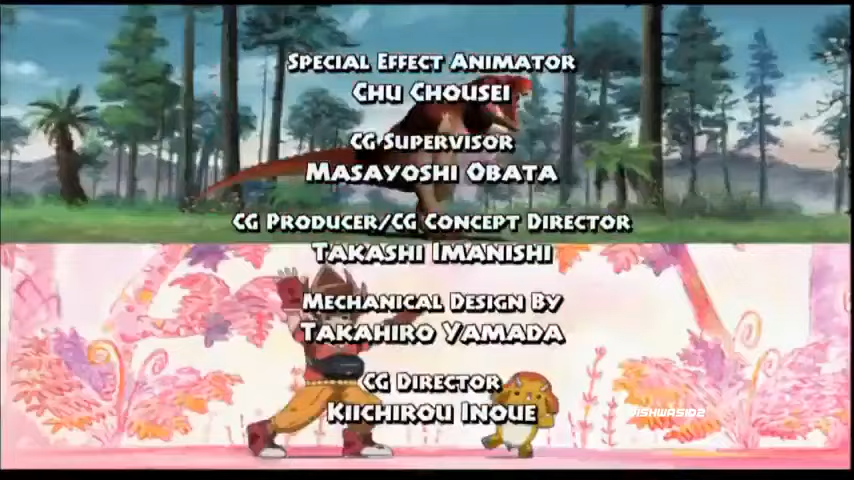 SPECIAL EFFECT ANIMATOR
CHU CHOUSEI
CG SUPERVISOR
MASAYOSHI OBATA
CG PRODUCER/CG CONCEPT DIRECTOR
TAKASHI IMANISHI
MECHANICAL DESIGN BY
TAKAHIRO YAMADA
CG DIRECTOR
KIICHIROU INOUE
VISHWASID2